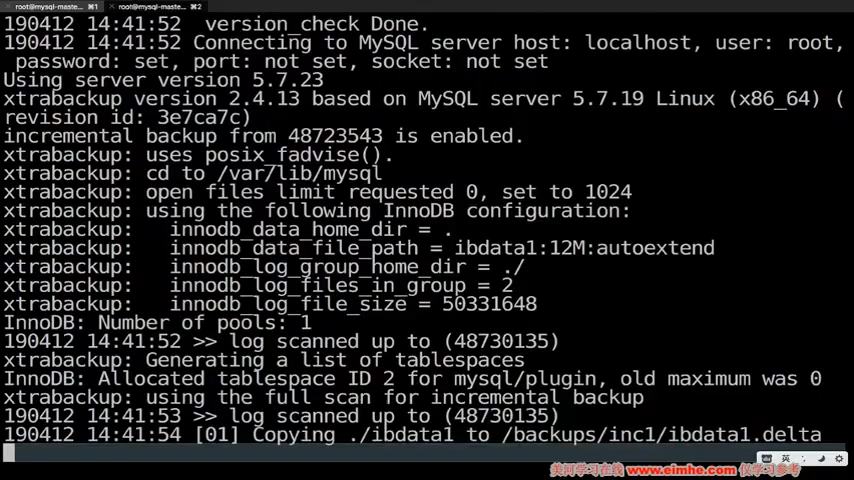 root@mysql-maste... ⌘1 root@mysql-maste... ⌘2
190412 14:41:52  version_check Done.
190412 14:41:52 Connecting to MySQL server host: localhost, user: root,
 password: set, port: not set, socket: not set
Using server version 5.7.23
xtrabackup version 2.4.13 based on MySQL server 5.7.19 Linux (x86_64) (
revision id: 3e7ca7c)
incremental backup from 48723543 is enabled.
xtrabackup: uses posix_fadvise().
xtrabackup: cd to /var/lib/mysql
xtrabackup: open files limit requested 0, set to 1024
xtrabackup: using the following InnoDB configuration:
xtrabackup:   innodb_data_home_dir = .
xtrabackup:   innodb_data_file_path = ibdata1:12M:autoextend
xtrabackup:   innodb_log_group_home_dir = ./
xtrabackup:   innodb_log_files_in_group = 2
xtrabackup:   innodb_log_file_size = 50331648
InnoDB: Number of pools: 1
190412 14:41:52 >> log scanned up to (48730135)
xtrabackup: Generating a list of tablespaces
InnoDB: Allocated tablespace ID 2 for mysql/plugin, old maximum was 0
xtrabackup: using the full scan for incremental backup
190412 14:41:53 >> log scanned up to (48730135)
190412 14:41:54 [01] Copying ./ibdata1 to /backups/inc1/ibdata1.delta
英
学习在线 www.eimhe.com 仅学习参考